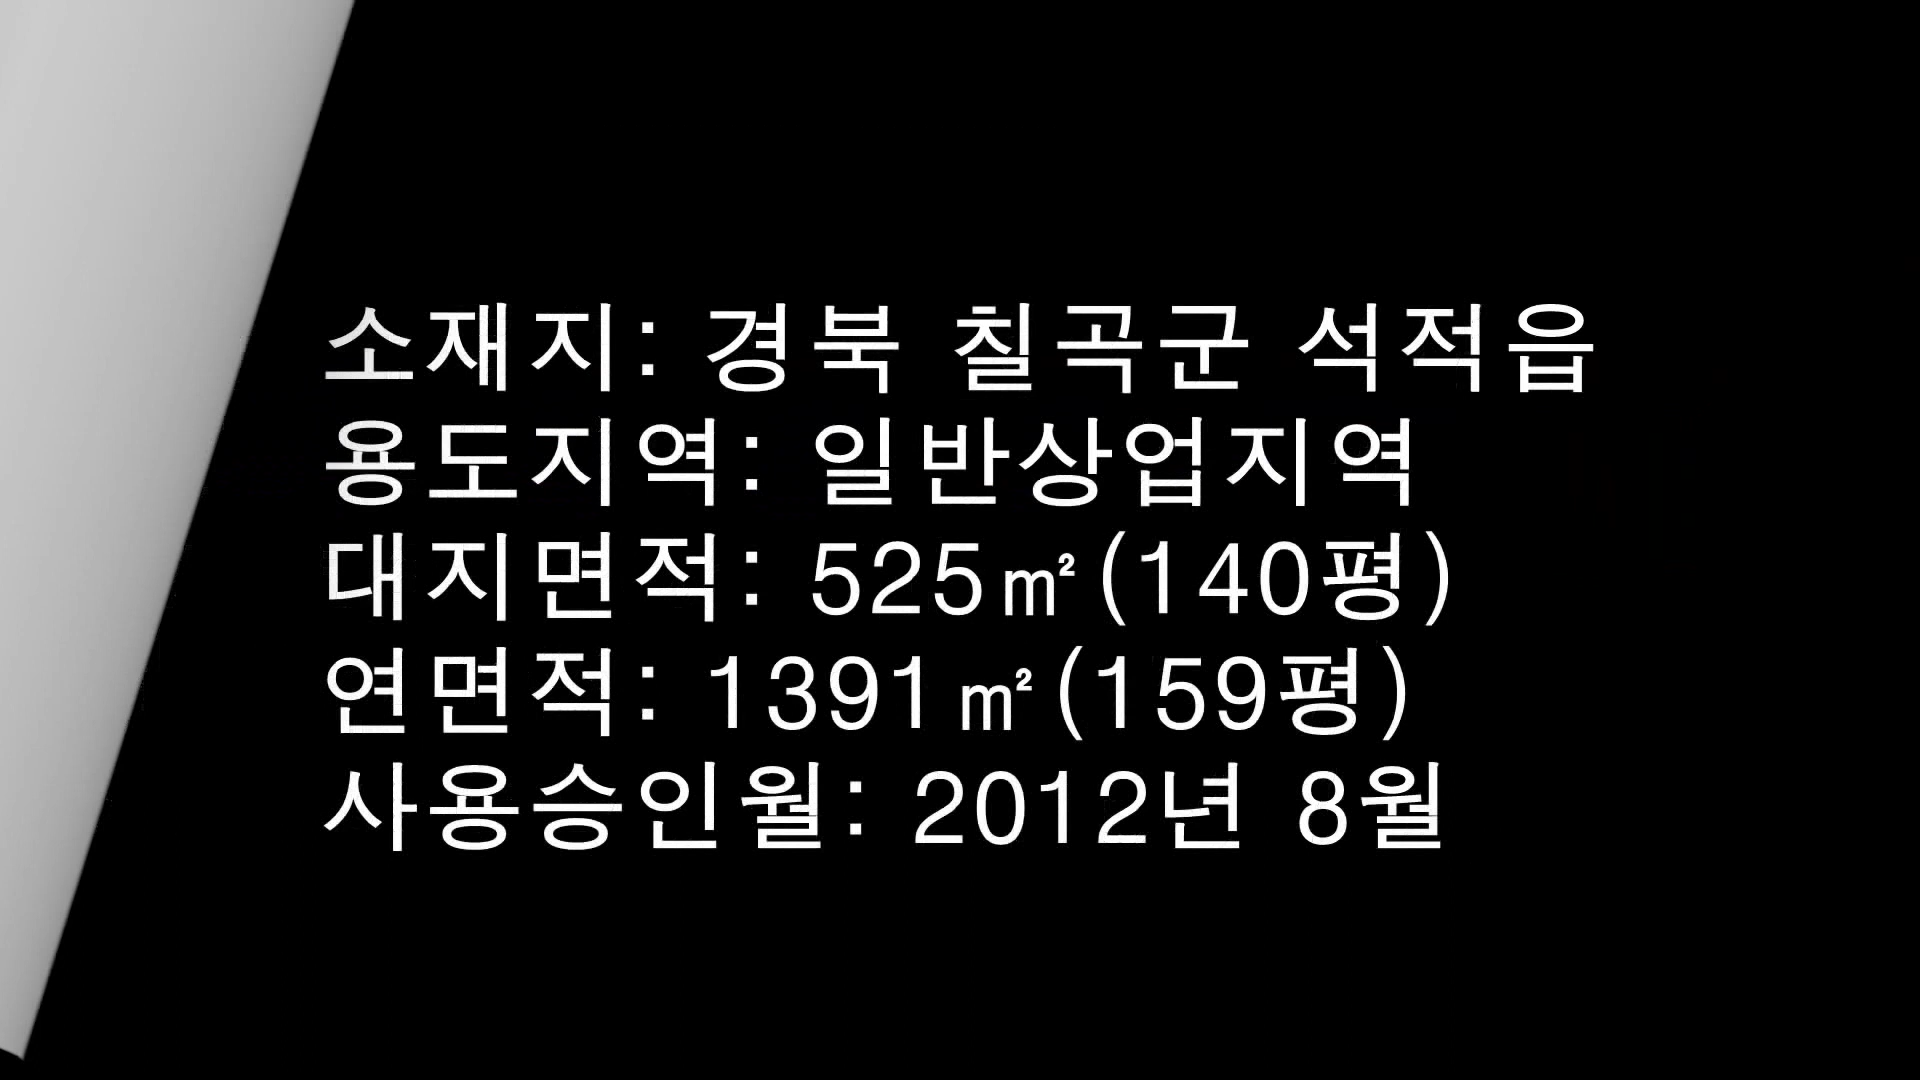 소재지: 경북 칠곡군 석적읍
용도지역: 일반상업지역
대지면적: 525㎡(140평)
연면적: 1391㎡(159평)
사용승인월: 2012년 8월